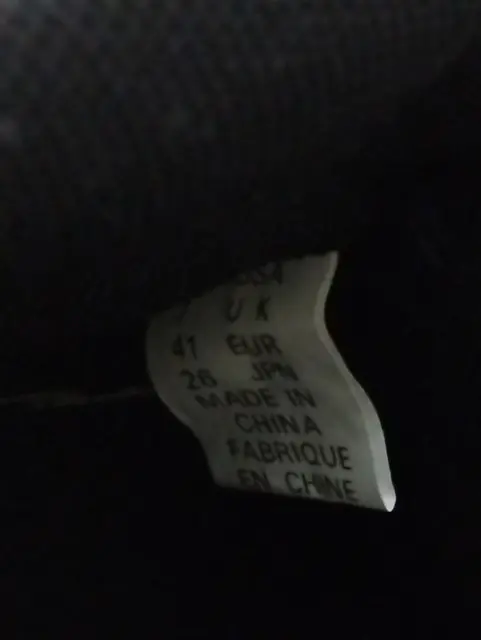 UK
41 EUR
26 JPN
MADE IN
CHINA
FABRIQUE
EN CHINE